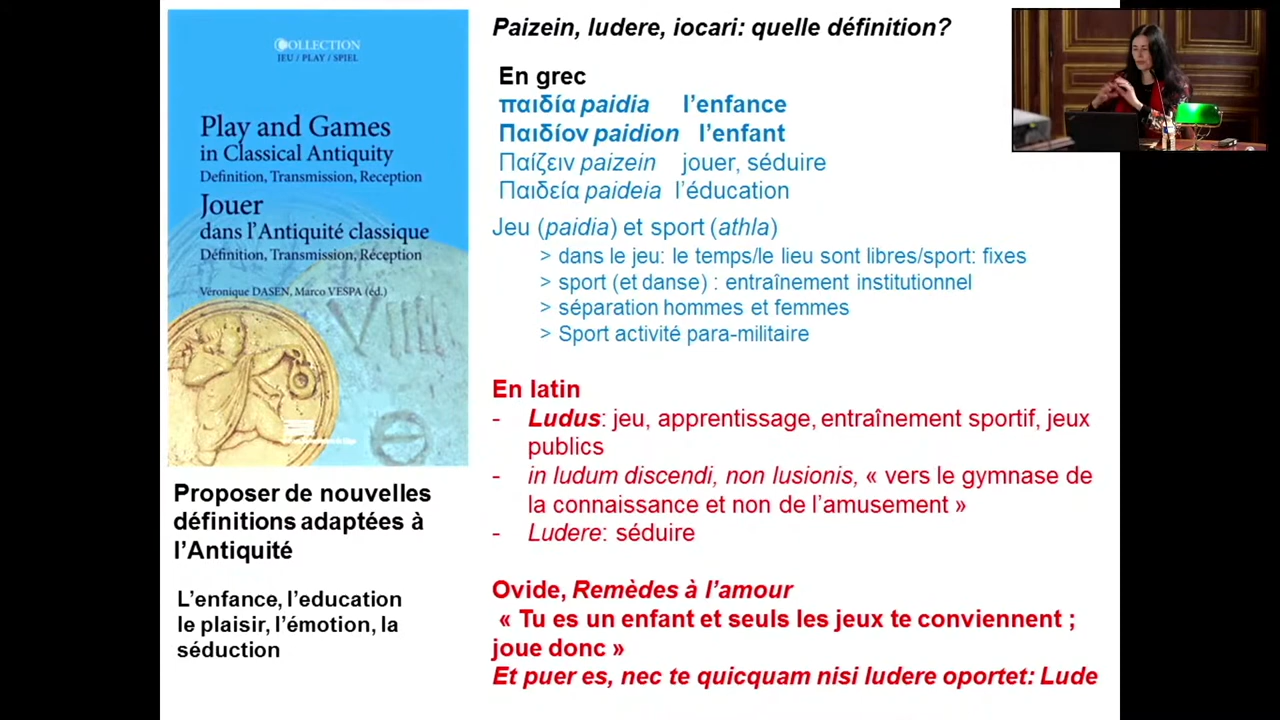 COLLECTION
JEU / PLAY / SPIEL
Play and Games
in Classical Antiquity
Definition, Transmission, Reception
Jouer
dans l'Antiquité classique
Définition, Transmission, Réception
Véronique DASEN, Marco VESPA (éd.)
Proposer de nouvelles
définitions adaptées à
l'Antiquité
L'enfance, l'education
le plaisir, l'émotion, la
séduction
Paizein, ludere, iocari: quelle définition?
En grec
παιδία paidia l'enfance
Παιδίον paidion l'enfant
Παίζειν paizein jouer, séduire
Παιδεία paideia l'éducation
Jeu (paidia) et sport (athla)
> dans le jeu: le temps/le lieu sont libres/sport: fixes
> sport (et danse) : entraînement institutionnel
> séparation hommes et femmes
> Sport activité para-militaire
En latin
- Ludus: jeu, apprentissage, entraînement sportif, jeux
publics
- in ludum discendi, non lusionis, « vers le gymnase de
la connaissance et non de l'amusement »
- Ludere: séduire
Ovide, Remèdes à l'amour
« Tu es un enfant et seuls les jeux te conviennent ;
joue donc »
Et puer es, nec te quicquam nisi ludere oportet: Lude